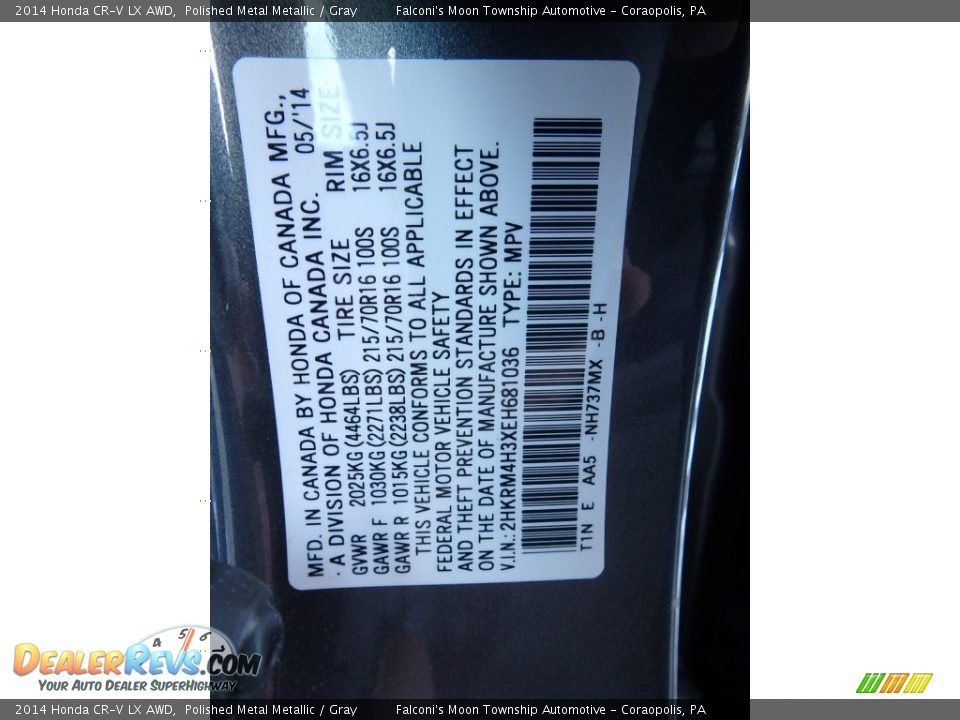 2014 Honda CR-V LX AWD, Polished Metal Metallic / Gray Falconi's Moon Township Automotive - Coraopolis, PA
MFD. IN CANADA BY HONDA OF CANADA MFG.,
· A DIVISION OF HONDA CANADA INC. 05/'14
TIRE SIZE RIM SIZE
GVWR 2025KG(4464LBS)
GAWR F 1030KG(2271LBS) 215/70R16 100S 16X6.5J
GAWR R 1015KG(2238LBS) 215/70R16 100S 16X6.5J
THIS VEHICLE CONFORMS TO ALL APPLICABLE
FEDERAL MOTOR VEHICLE SAFETY
AND THEFT PREVENTION STANDARDS IN EFFECT
ON THE DATE OF MANUFACTURE SHOWN ABOVE.
V.I.N.:2HKRM4H3XEH681036 TYPE: MPV
T1N E AA5 -NH737MX -B -H
4 5 6
DEALERREVS.COM
YOUR AUTO DEALER SUPERHIGHWAY
2014 Honda CR-V LX AWD, Polished Metal Metallic / Gray Falconi's Moon Township Automotive - Coraopolis, PA